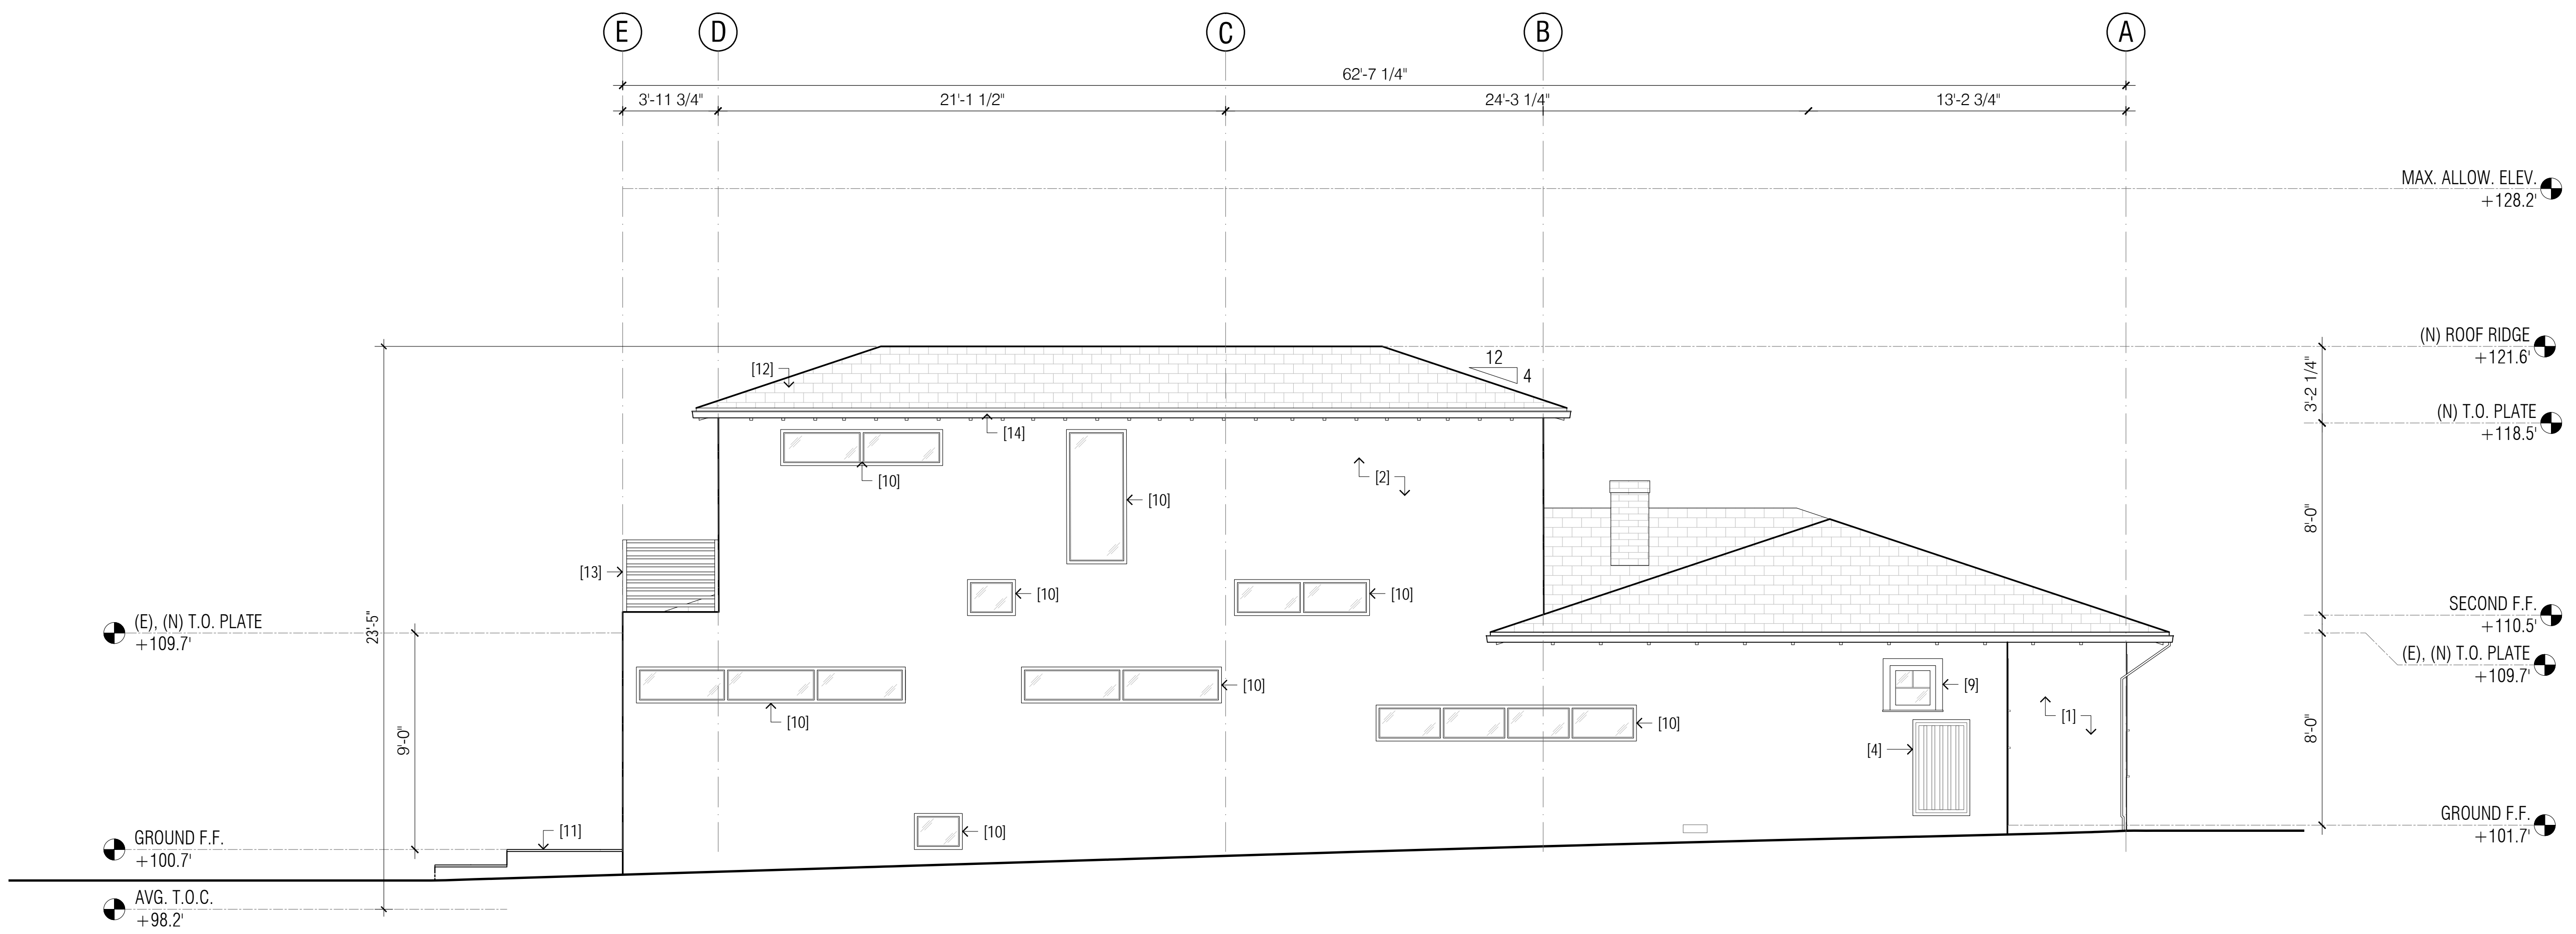 E
D
C
B
A
62'-7 1/4"
3'-11 3/4"
21'-1 1/2"
24'-3 1/4"
13'-2 3/4"
MAX. ALLOW. ELEV.
+128.2'
(N) ROOF RIDGE
+121.6'
12
4
[12]
3'-2 1/4"
(N) T.O. PLATE
+118.5'
[14]
[10]
[2]
[10]
8'-0"
[13]
[10]
[10]
SECOND F.F.
+110.5'
(E), (N) T.O. PLATE
+109.7'
23'-5"
(E), (N) T.O. PLATE
+109.7'
[10]
[9]
[10]
[10]
[1]
[4]
9'-0"
8'-0"
GROUND F.F.
+101.7'
[11]
[10]
GROUND F.F.
+100.7'
AVG. T.O.C.
+98.2'